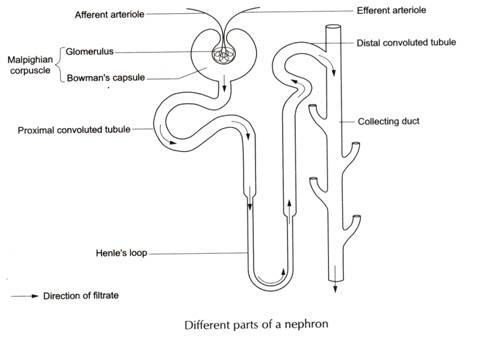 Afferent arteriole
Efferent arteriole
Malpighian
corpuscle
Glomerulus
Bowman's capsule
Distal convoluted tubule
Proximal convoluted tubule
Collecting duct
Henle's loop
Direction of filtrate
Different parts of a nephron